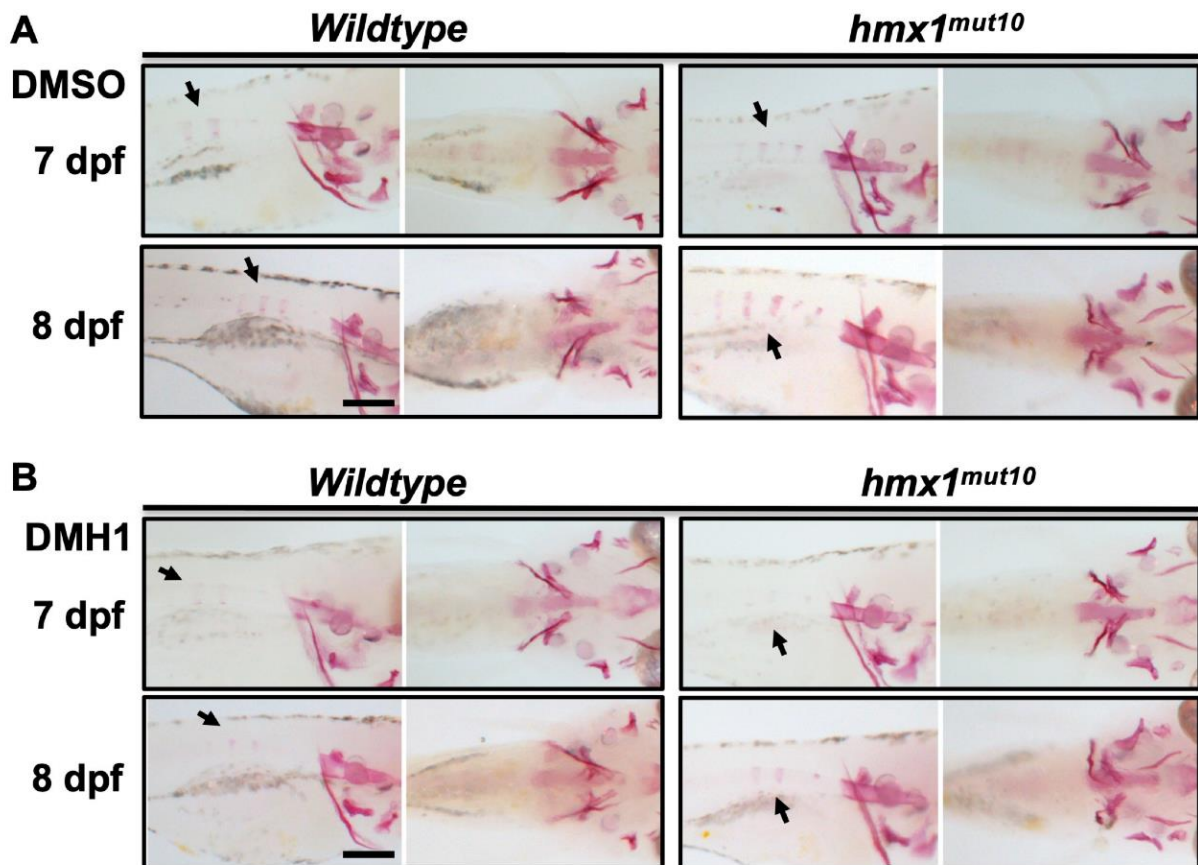 A
Wildtype hmx1mut10
DMSO
7 dpf
8 dpf
B
Wildtype hmx1mut10
DMH1
7 dpf
8 dpf